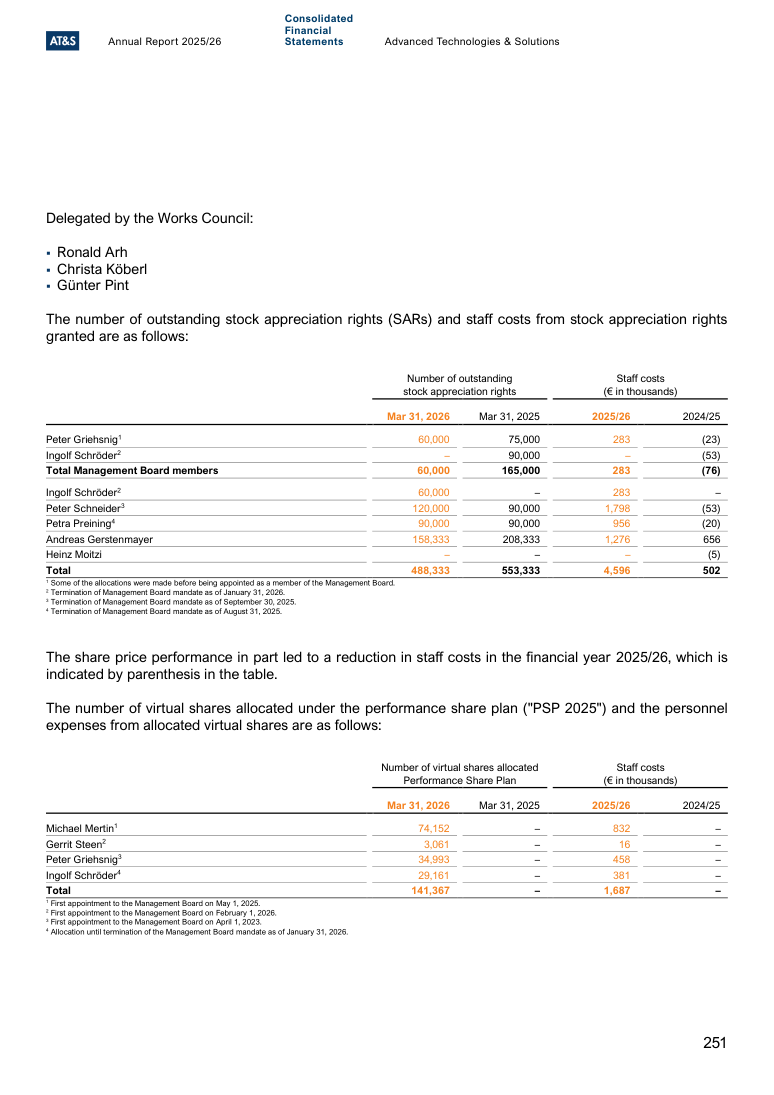 AT&S
Annual Report 2025/26
Consolidated
Financial
Statements
Advanced Technologies & Solutions
Delegated by the Works Council:
▪ Ronald Arh
▪ Christa Köberl
▪ Günter Pint
The number of outstanding stock appreciation rights (SARs) and staff costs from stock appreciation rights
granted are as follows:
Number of outstanding stock appreciation rights Staff costs (€ in thousands)
Mar 31, 2026 Mar 31, 2025 2025/26 2024/25
Peter Griehsnig¹ 60,000 75,000 283 (23)
Ingolf Schröder² – 90,000 – (53)
Total Management Board members 60,000 165,000 283 (76)
Ingolf Schröder² 60,000 – 283 –
Peter Schneider³ 120,000 90,000 1,798 (53)
Petra Preining⁴ 90,000 90,000 956 (20)
Andreas Gerstenmayer 158,333 208,333 1,276 656
Heinz Moitzi – – – (5)
Total 488,333 553,333 4,596 502
¹ Some of the allocations were made before being appointed as a member of the Management Board.
² Termination of Management Board mandate as of January 31, 2026.
³ Termination of Management Board mandate as of September 30, 2025.
⁴ Termination of Management Board mandate as of August 31, 2025.
The share price performance in part led to a reduction in staff costs in the financial year 2025/26, which is
indicated by parenthesis in the table.
The number of virtual shares allocated under the performance share plan ("PSP 2025") and the personnel
expenses from allocated virtual shares are as follows:
Number of virtual shares allocated Performance Share Plan Staff costs (€ in thousands)
Mar 31, 2026 Mar 31, 2025 2025/26 2024/25
Michael Mertin¹ 74,152 – 832 –
Gerrit Steen² 3,061 – 16 –
Peter Griehsnig³ 34,993 – 458 –
Ingolf Schröder⁴ 29,161 – 381 –
Total 141,367 – 1,687 –
¹ First appointment to the Management Board on May 1, 2025.
² First appointment to the Management Board on February 1, 2026.
³ First appointment to the Management Board on April 1, 2023.
⁴ Allocation until termination of the Management Board mandate as of January 31, 2026.
251